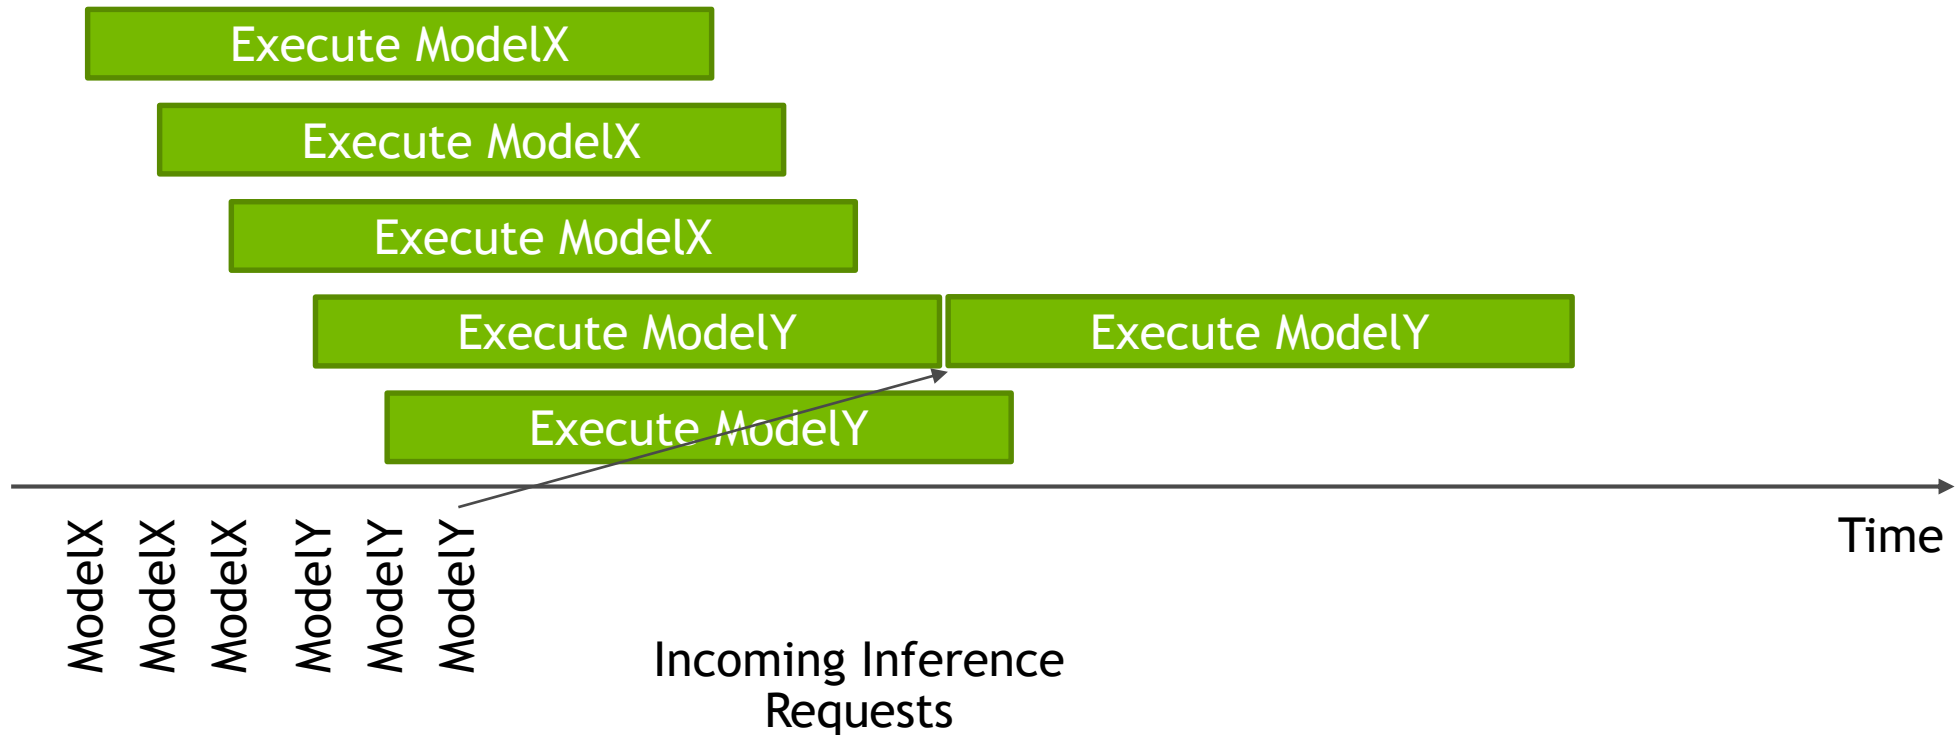 Execute ModelX
Execute ModelX
Execute ModelX
Execute ModelY
Execute ModelY
Execute ModelY
Time
ModelX
ModelX
ModelX
ModelY
ModelY
ModelY
Incoming Inference
Requests